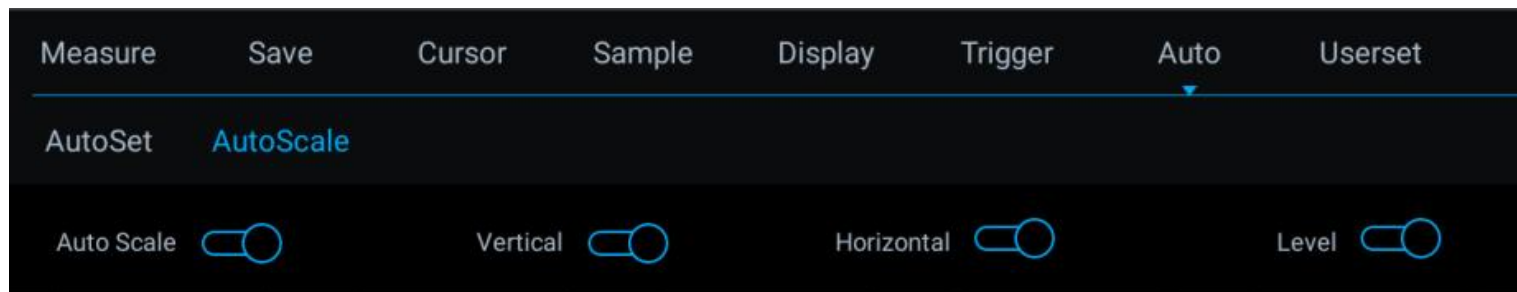 Measure Save Cursor Sample Display Trigger Auto Userset
AutoSet AutoScale
Auto Scale Vertical Horizontal Level